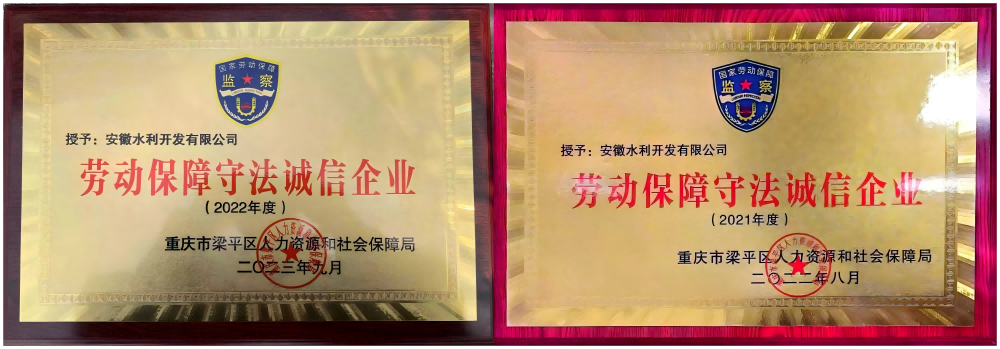 国家劳动保障
监察
授予：安徽水利开发有限公司
劳动保障守法诚信企业
（2022年度）
重庆市梁平区人力资源和社会保障局
二〇二三年九月
国家劳动保障
监察
授予：安徽水利开发有限公司
劳动保障守法诚信企业
（2021年度）
重庆市梁平区人力资源和社会保障局
二〇二二年八月